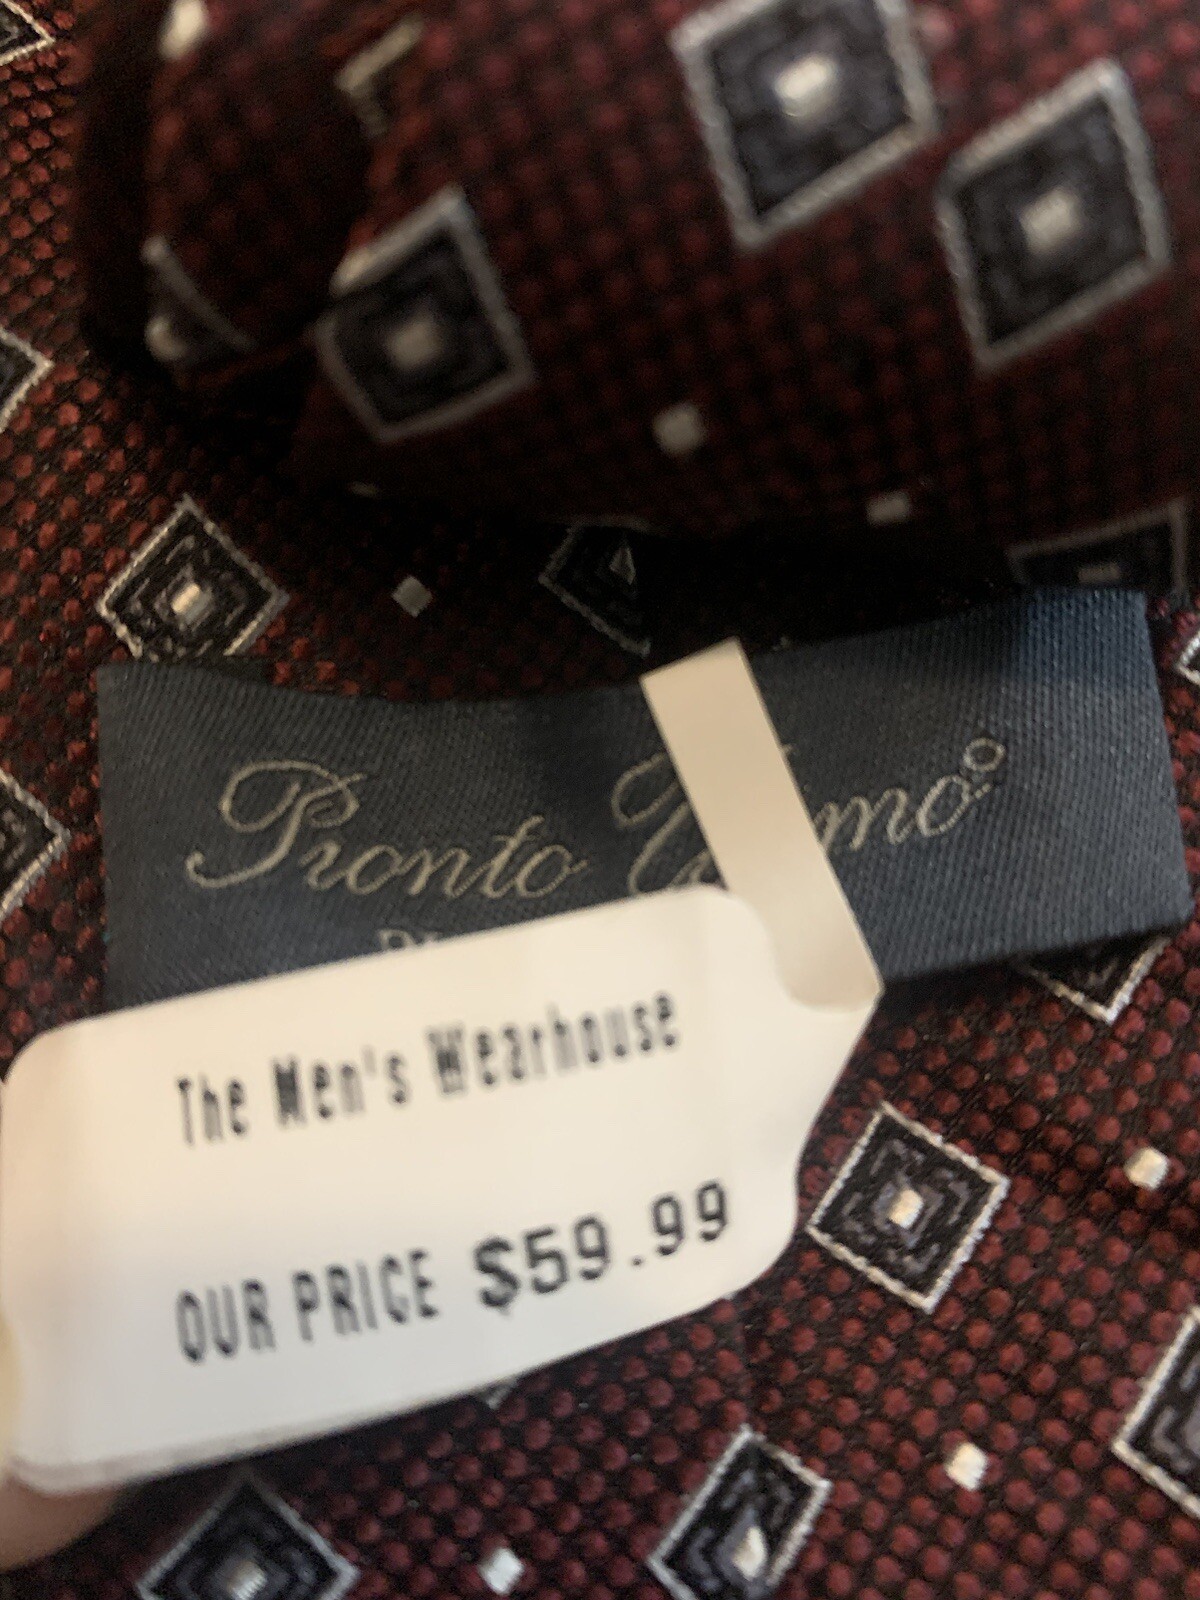 Pronto
The Men's Wearhouse
OUR PRICE $59.99